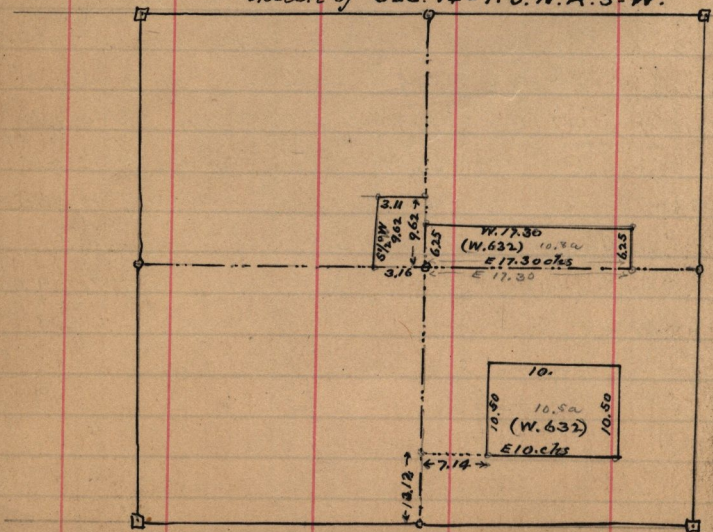 3.11
5½°W
9.62
9.62
3.16
W.17.30
6.25
(W.632) 10.8a
6.25
E 17.30 chs
E 17.30
10.
10.50
10.50
10.5a
(W.632)
E 10. chs
7.14
12.12